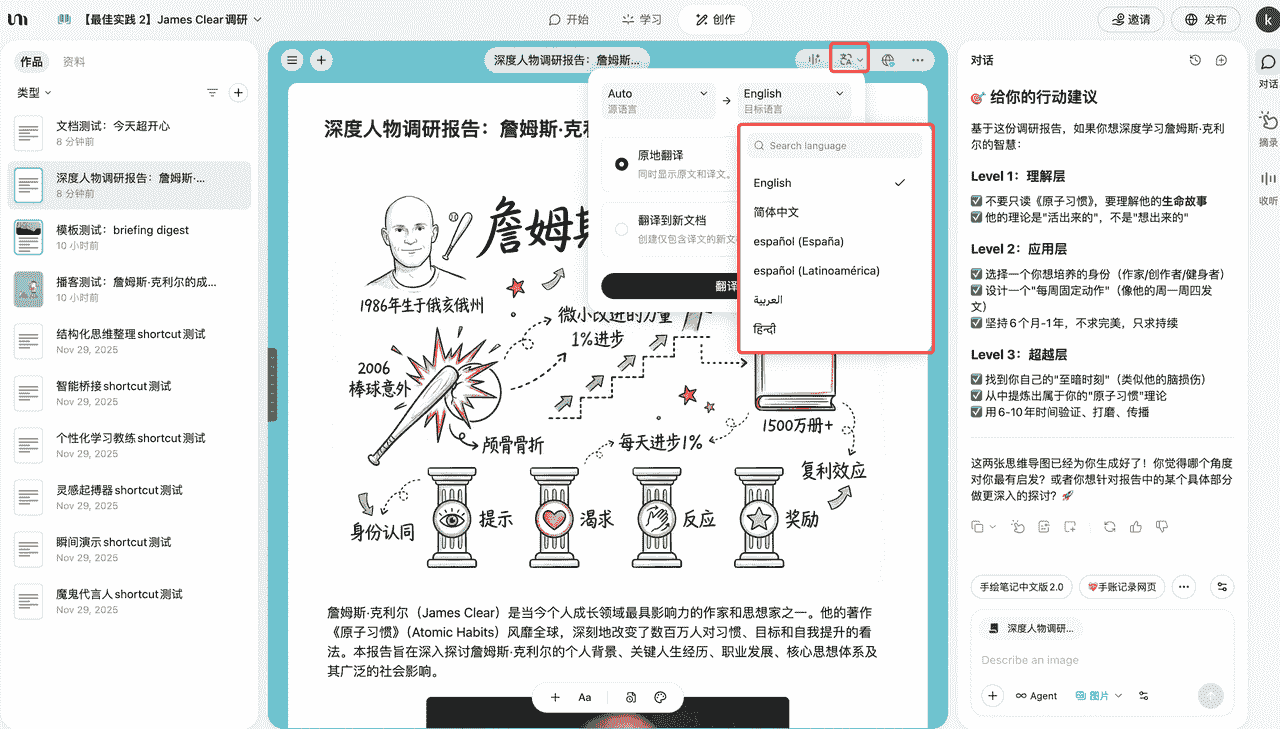 【最佳实践 2】James Clear调研
开始
学习
创作
邀请
发布
k
作品
资料
类型
文档测试：今天超开心
8 分钟前
深度人物调研报告：詹姆斯·...
8 分钟前
模板测试：briefing digest
10 小时前
播客测试：詹姆斯·克利尔的成...
10 小时前
结构化思维整理shortcut测试
Nov 29, 2025
智能桥接shortcut测试
Nov 29, 2025
个性化学习教练shortcut测试
Nov 29, 2025
灵感起搏器shortcut测试
Nov 29, 2025
瞬间演示shortcut测试
Nov 29, 2025
魔鬼代言人shortcut测试
Nov 29, 2025
深度人物调研报告：詹姆斯...
Auto
源语言
English
目标语言
原地翻译
同时显示原文和译文。
翻译到新文档
创建仅包含译文的新文
翻译
Search language
English
简体中文
español (España)
español (Latinoamérica)
العربية
हिन्दी
深度人物调研报告：詹姆斯·克利
詹姆斯
1986年生于俄亥俄州
2006
棒球意外
颅骨骨折
微小改进的力量
1%进步
每天进步1%
1500万册+
复利效应
身份认同
提示
渴求
反应
奖励
詹姆斯·克利尔（James Clear）是当今个人成长领域最具影响力的作家和思想家之一。他的著作
《原子习惯》（Atomic Habits）风靡全球，深刻地改变了数百万人对习惯、目标和自我提升的看
法。本报告旨在深入探讨詹姆斯·克利尔的个人背景、关键人生经历、职业发展、核心思想体系及
其广泛的社会影响。
Aa
对话
🎯 给你的行动建议
基于这份调研报告，如果你想深度学习詹姆斯·克利
尔的智慧：
Level 1：理解层
☑ 不要只读《原子习惯》，要理解他的生命故事
☑ 他的理论是"活出来的"，不是"想出来的"
Level 2：应用层
☑ 选择一个你想培养的身份（作家/创作者/健身者）
☑ 设计一个"每周固定动作"（像他的周一周四发
文）
☑ 坚持6个月-1年，不求完美，只求持续
Level 3：超越层
☑ 找到你自己的"至暗时刻"（类似他的脑损伤）
☑ 从中提炼出属于你的"原子习惯"理论
☑ 用6-10年时间验证、打磨、传播
这两张思维导图已经为你生成好了！你觉得哪个角度
对你最有启发？或者你想针对报告中的某个具体部分
做更深入的探讨？🚀
手绘笔记中文版2.0
手账记录网页
深度人物调研...
Describe an image
Agent
图片
对话
摘录
收听